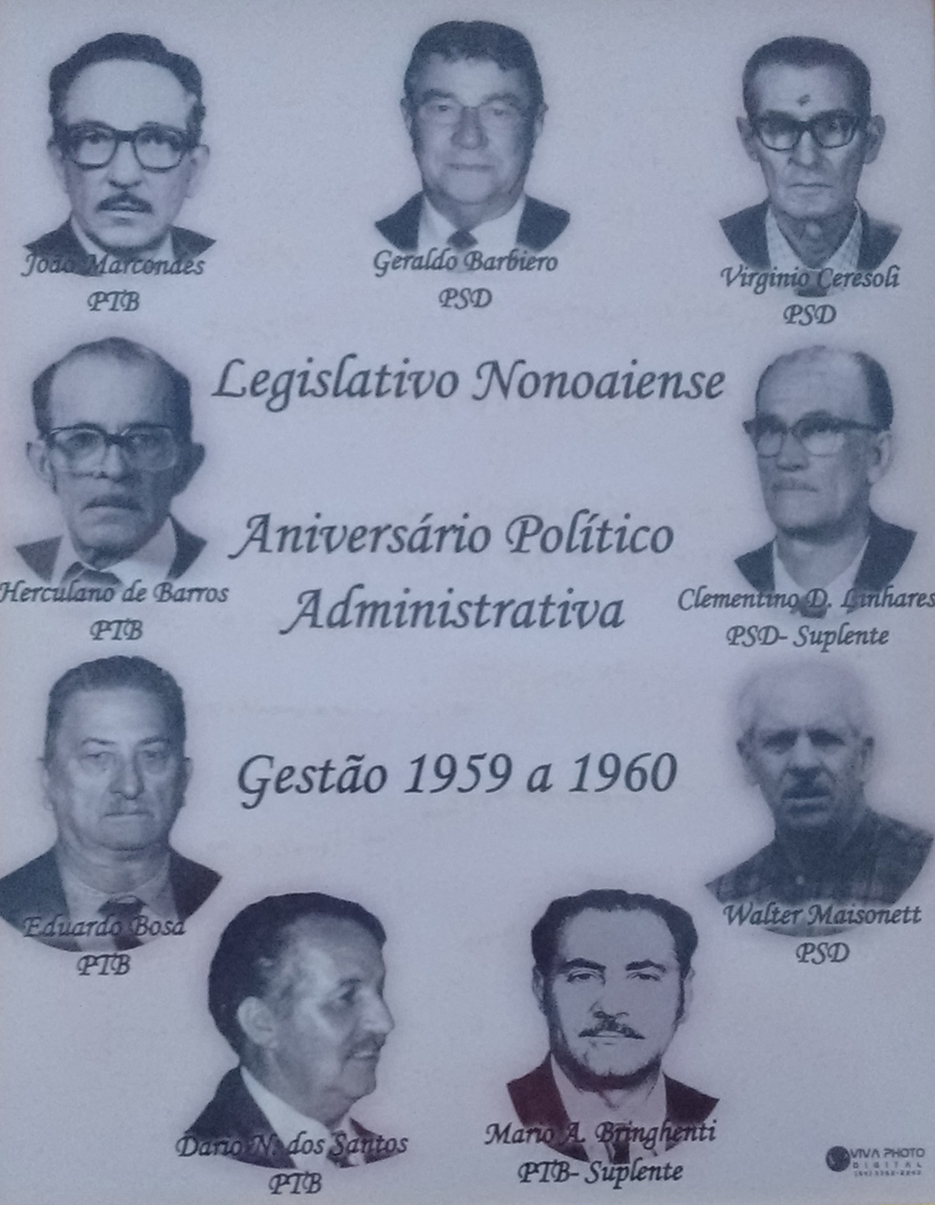 João Marcondes
PTB
Geraldo Barbiero
PSD
Virginio Ceresoli
PSD
Legislativo Nonoaiense
Herculano de Barros
PTB
Aniversário Político
Administrativa
Clementino D. Linhares
PSD- Suplente
Gestão 1959 a 1960
Eduardo Bosa
PTB
Walter Maisonett
PSD
Dario N. dos Santos
PTB
Mario A. Bringhenti
PTB- Suplente
VIVA PHOTO
DIGITAL